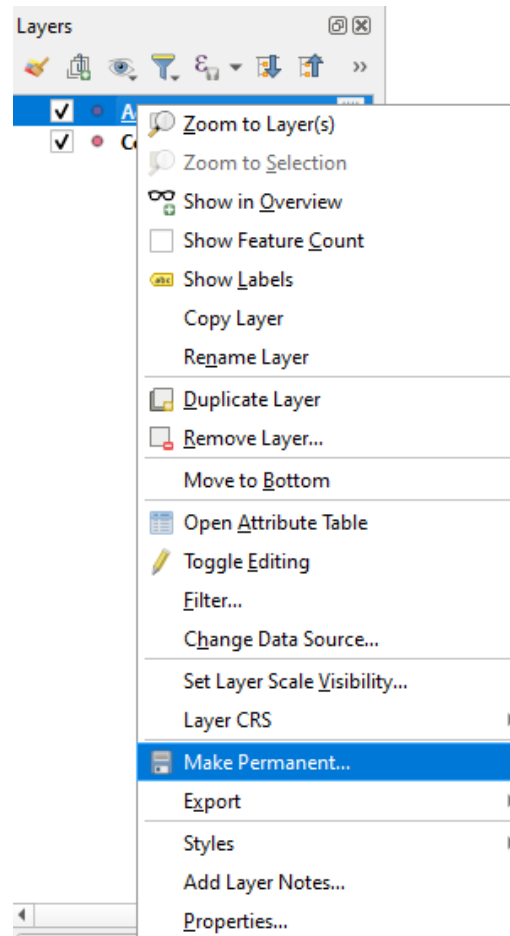 Layers
Zoom to Layer(s)
Zoom to Selection
Show in Overview
Show Feature Count
abc Show Labels
Copy Layer
Rename Layer
Duplicate Layer
Remove Layer...
Move to Bottom
Open Attribute Table
Toggle Editing
Filter...
Change Data Source...
Set Layer Scale Visibility...
Layer CRS
Make Permanent...
Export
Styles
Add Layer Notes...
Properties...